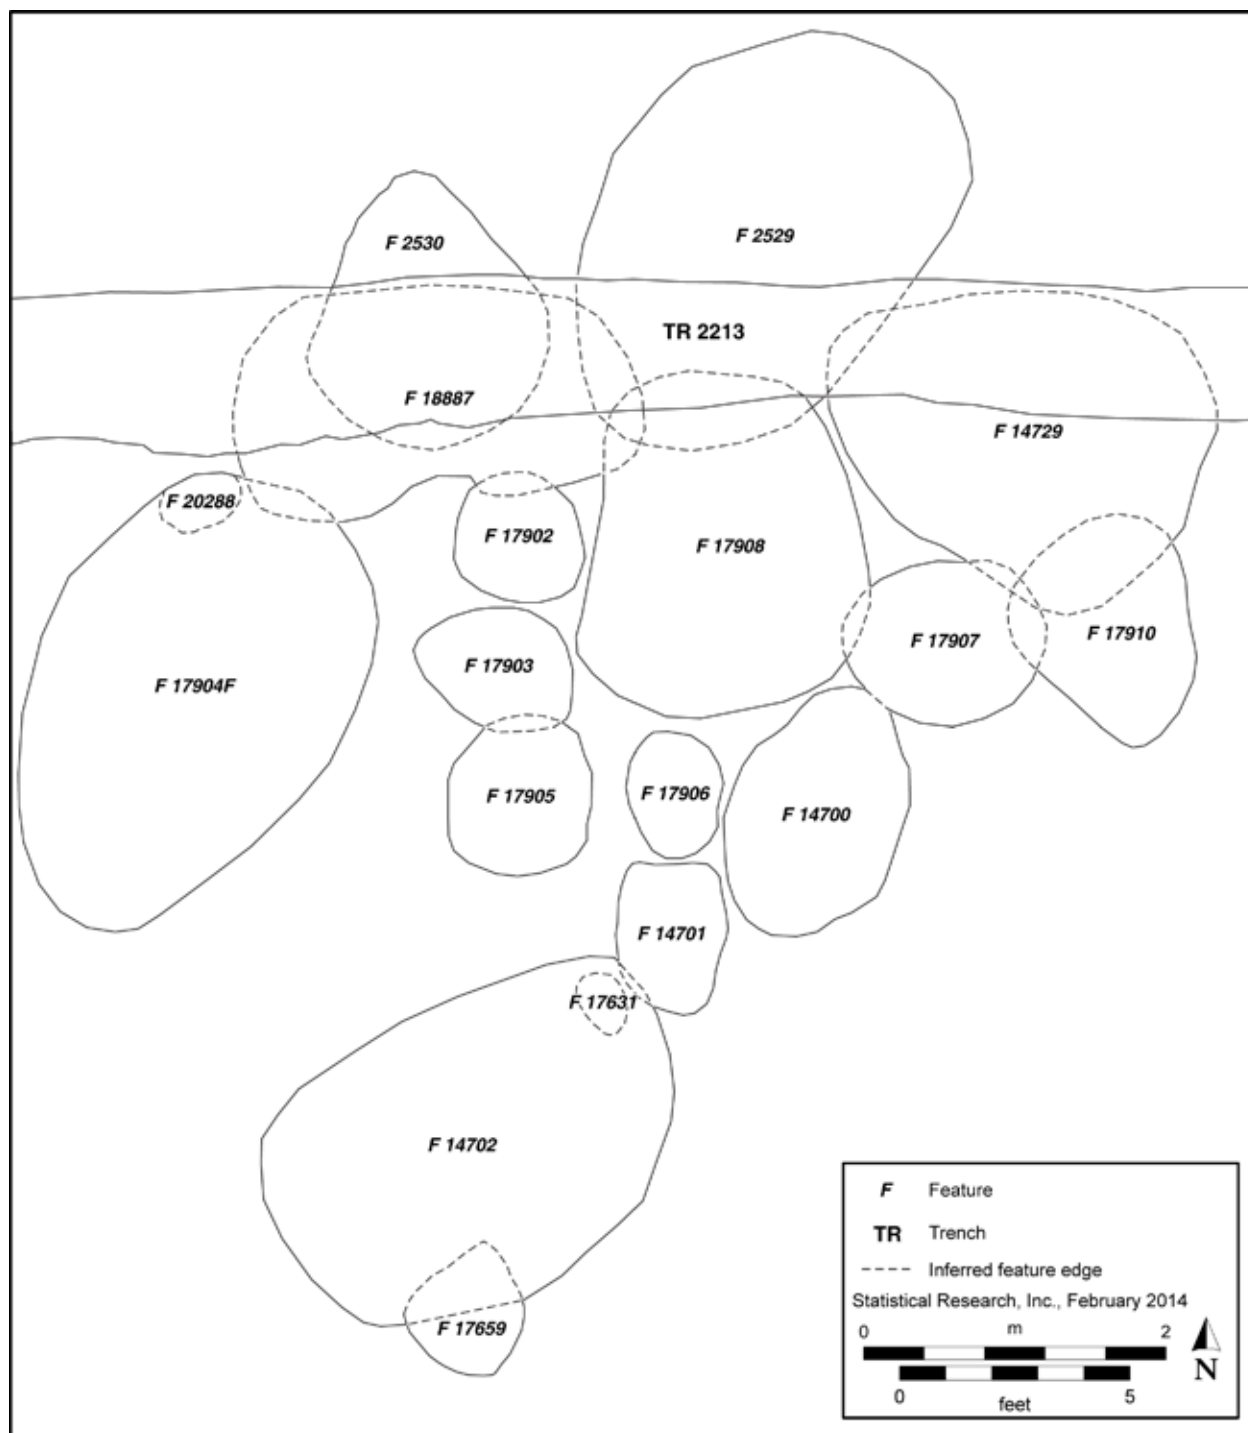 F 2529
F 2530
TR 2213
F 18887
F 14729
F 20288
F 17902
F 17908
F 17910
F 17907
F 17903
F 17904F
F 17905
F 17906
F 14700
F 14701
F 17631
F 14702
F 17659
F Feature
TR Trench
Inferred feature edge
Statistical Research, Inc., February 2014
0 m 2
N
0 feet 5